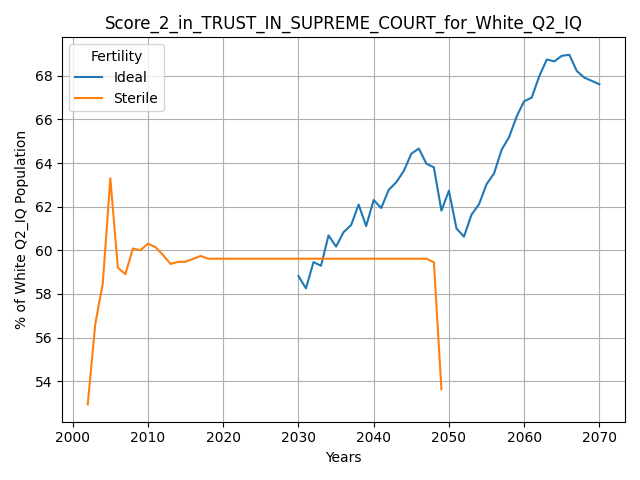 Score_2_in_TRUST_IN_SUPREME_COURT_for_White_Q2_IQ
Fertility
Ideal
Sterile
% of White Q2_IQ Population
68
66
64
62
60
58
56
54
2000 2010 2020 2030 2040 2050 2060 2070
Years